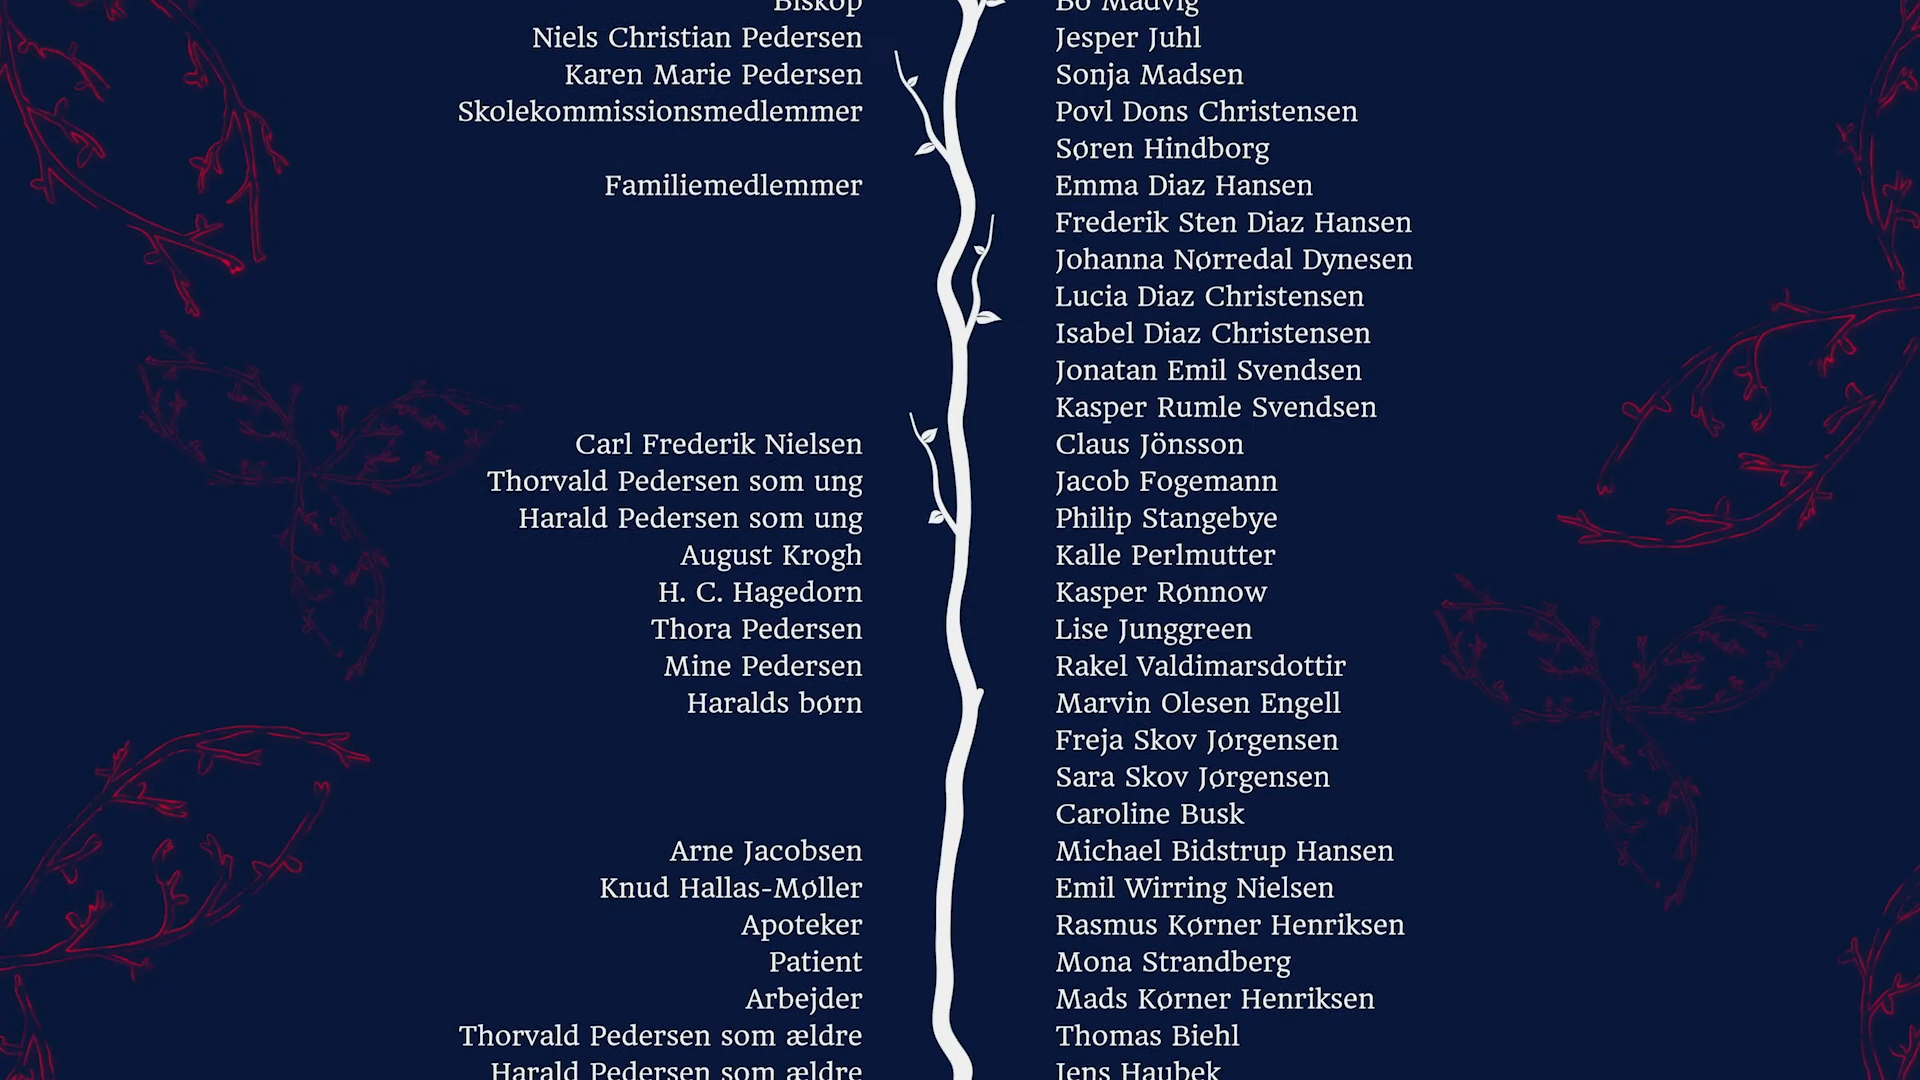 Biskop Bo Madvig
Niels Christian Pedersen Jesper Juhl
Karen Marie Pedersen Sonja Madsen
Skolekommissionsmedlemmer Povl Dons Christensen
Søren Hindborg
Familiemedlemmer Emma Diaz Hansen
Frederik Sten Diaz Hansen
Johanna Nørredal Dynesen
Lucia Diaz Christensen
Isabel Diaz Christensen
Jonatan Emil Svendsen
Kasper Rumle Svendsen
Carl Frederik Nielsen Claus Jönsson
Thorvald Pedersen som ung Jacob Fogemann
Harald Pedersen som ung Philip Stangebye
August Krogh Kalle Perlmutter
H. C. Hagedorn Kasper Rønnow
Thora Pedersen Lise Junggreen
Mine Pedersen Rakel Valdimarsdottir
Haralds børn Marvin Olesen Engell
Freja Skov Jørgensen
Sara Skov Jørgensen
Caroline Busk
Arne Jacobsen Michael Bidstrup Hansen
Knud Hallas-Møller Emil Wirring Nielsen
Apoteker Rasmus Kørner Henriksen
Patient Mona Strandberg
Arbejder Mads Kørner Henriksen
Thorvald Pedersen som ældre Thomas Biehl
Harald Pedersen som ældre Jens Haubek